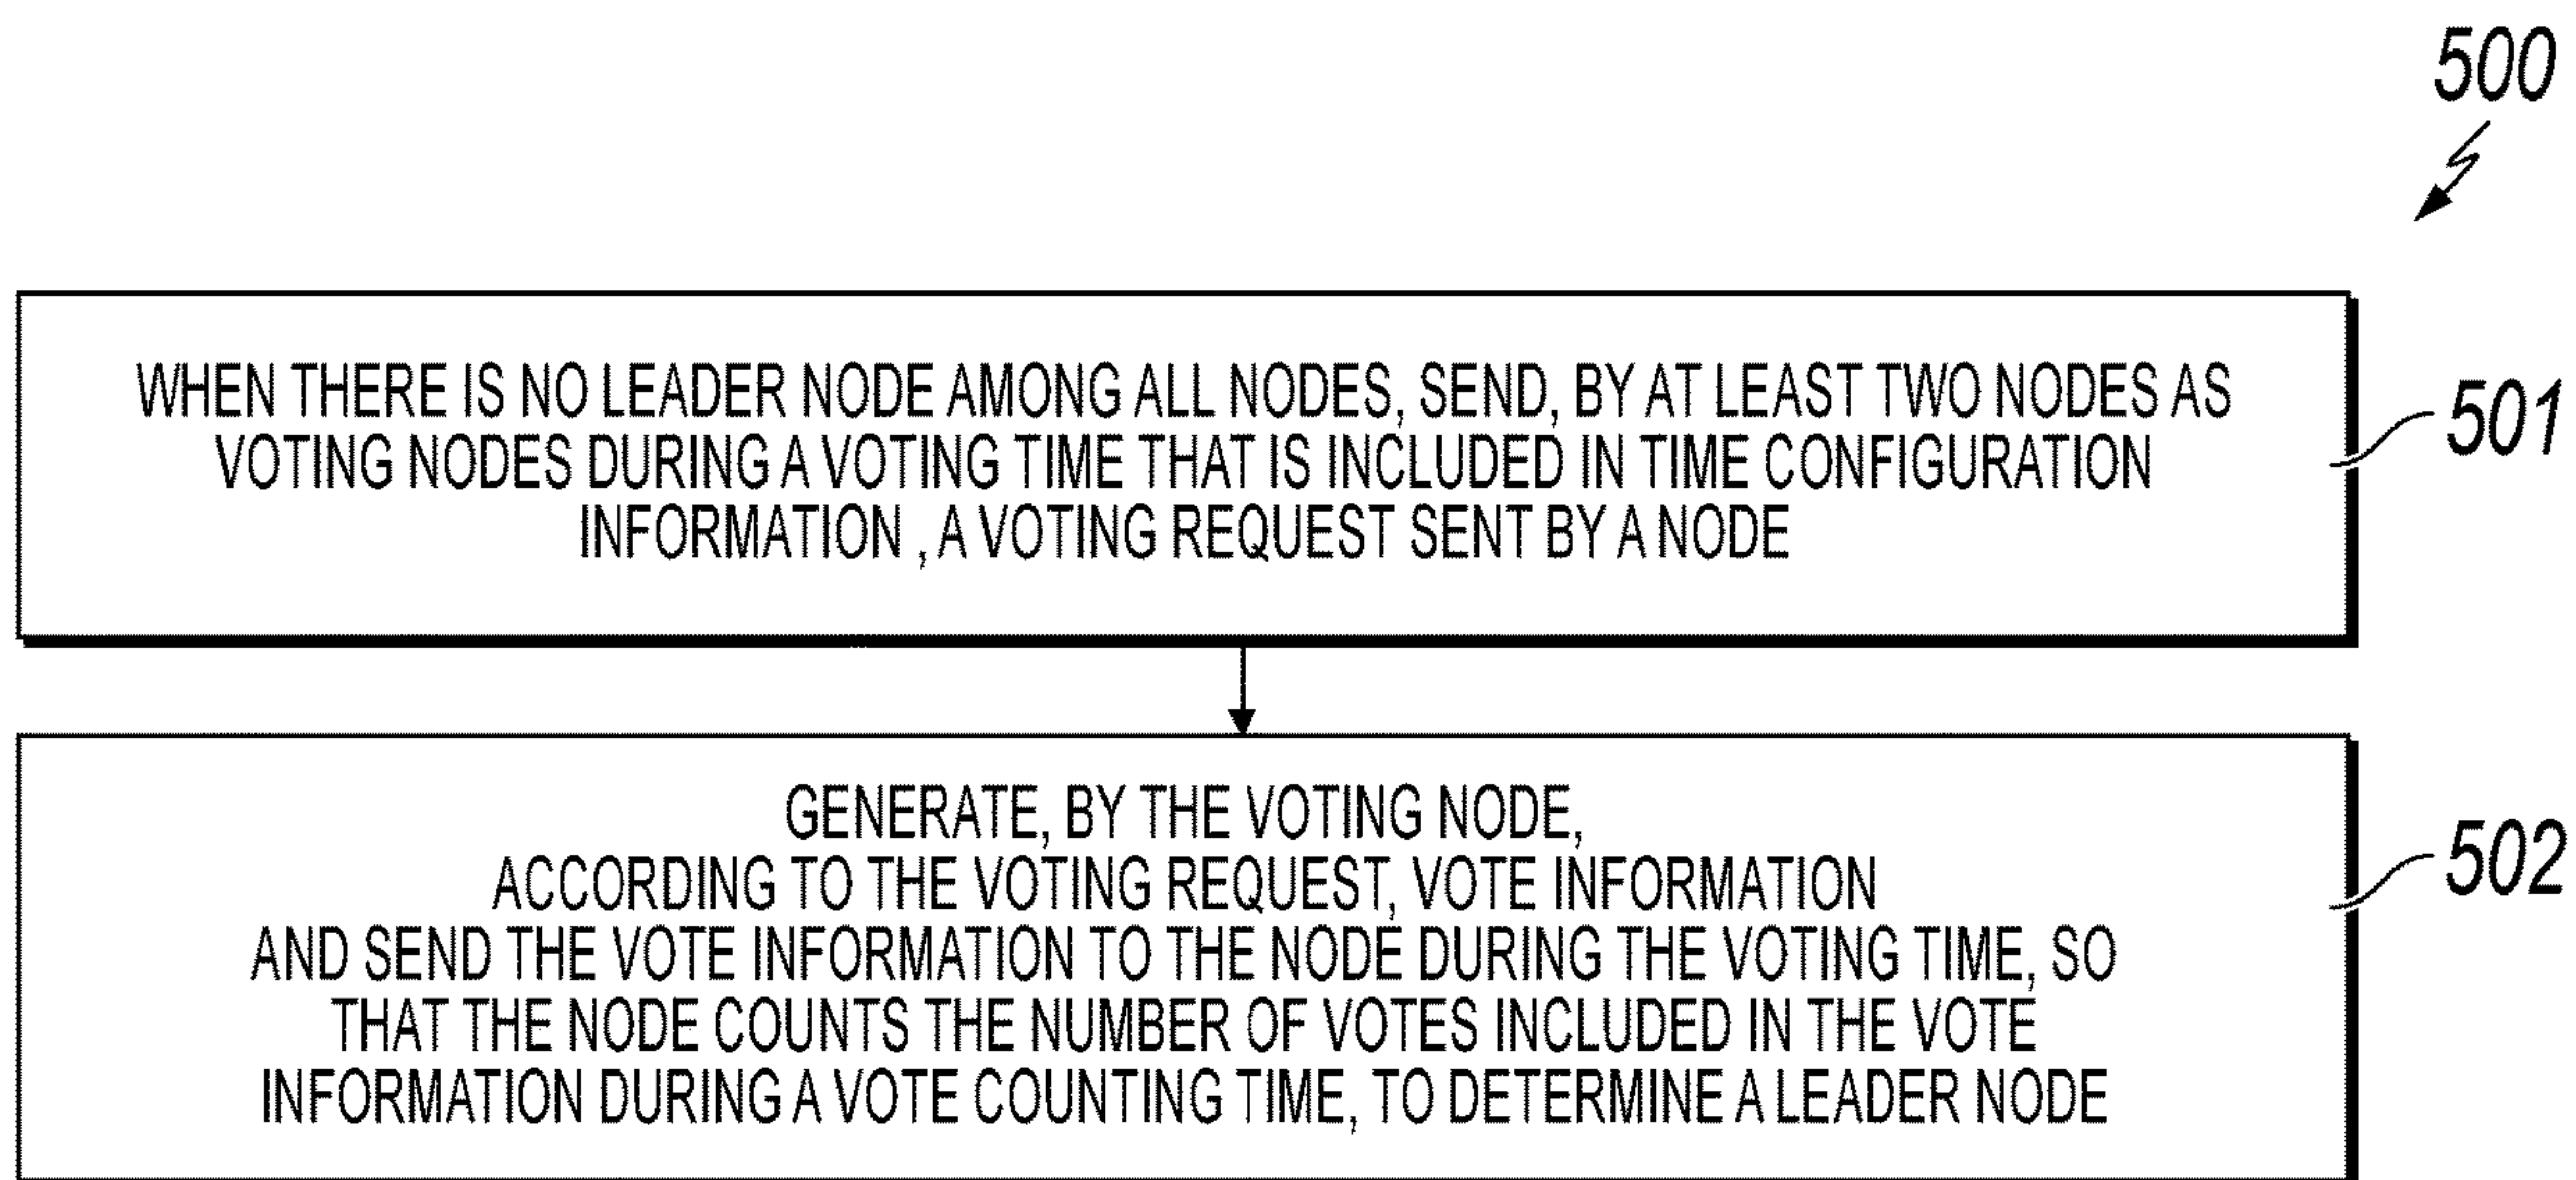 500
WHEN THERE IS NO LEADER NODE AMONG ALL NODES, SEND, BY AT LEAST TWO NODES AS
VOTING NODES DURING A VOTING TIME THAT IS INCLUDED IN TIME CONFIGURATION
INFORMATION , A VOTING REQUEST SENT BY A NODE
501
GENERATE, BY THE VOTING NODE,
ACCORDING TO THE VOTING REQUEST, VOTE INFORMATION
AND SEND THE VOTE INFORMATION TO THE NODE DURING THE VOTING TIME, SO
THAT THE NODE COUNTS THE NUMBER OF VOTES INCLUDED IN THE VOTE
INFORMATION DURING A VOTE COUNTING TIME, TO DETERMINE A LEADER NODE
502